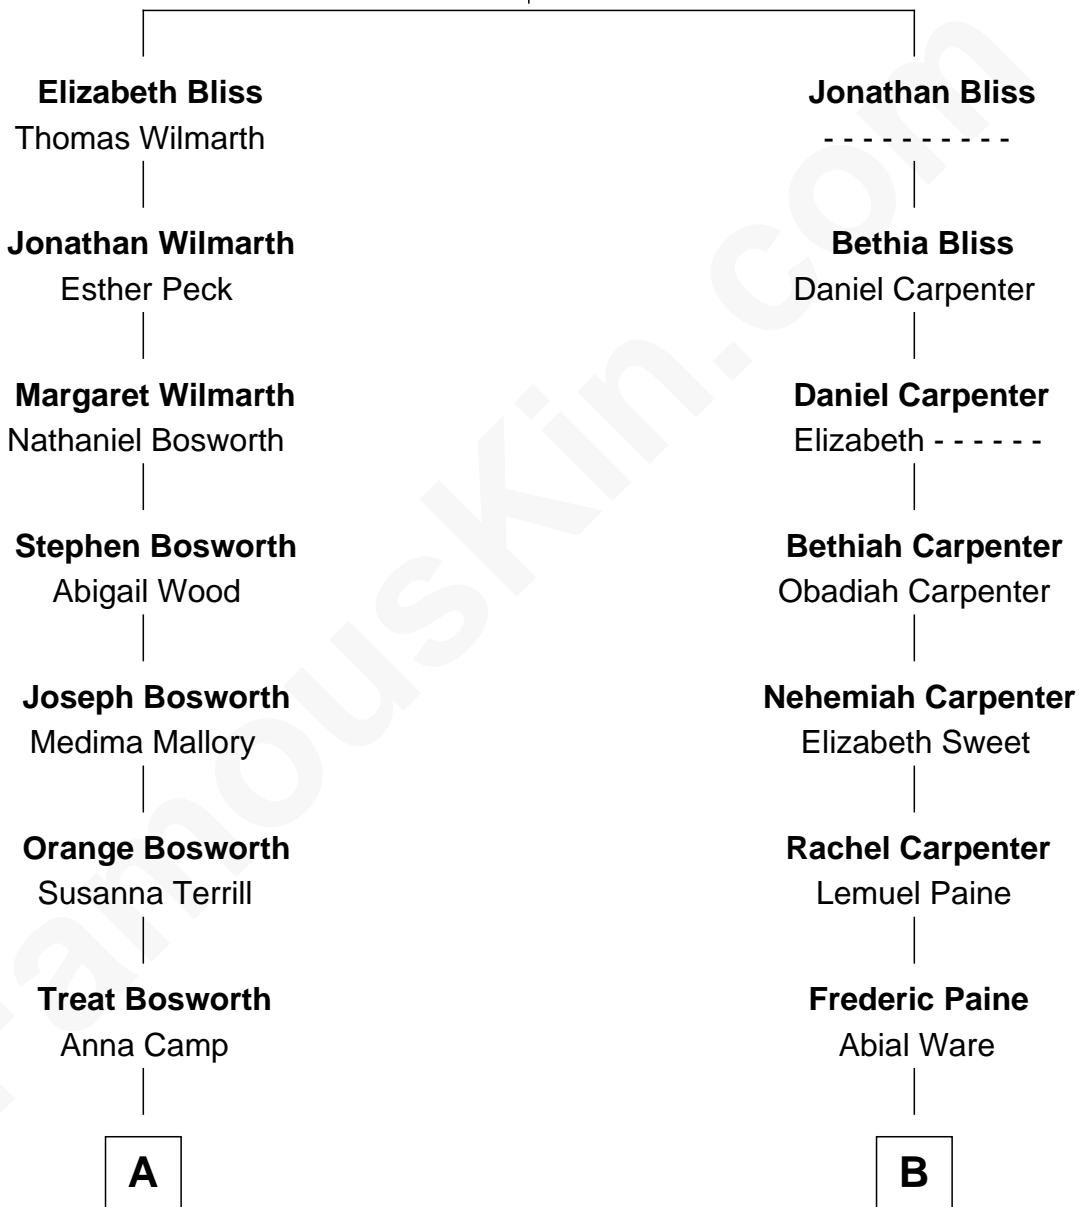 Elizabeth Bliss
Thomas Wilmarth
Jonathan Wilmarth
Esther Peck
Margaret Wilmarth
Nathaniel Bosworth
Stephen Bosworth
Abigail Wood
Joseph Bosworth
Medima Mallory
Orange Bosworth
Susanna Terrill
Treat Bosworth
Anna Camp
A
Jonathan Bliss
- - - - - - - - - -
Bethia Bliss
Daniel Carpenter
Daniel Carpenter
Elizabeth - - - - - -
Bethiah Carpenter
Obadiah Carpenter
Nehemiah Carpenter
Elizabeth Sweet
Rachel Carpenter
Lemuel Paine
Frederic Paine
Abial Ware
B
FamousKin.com